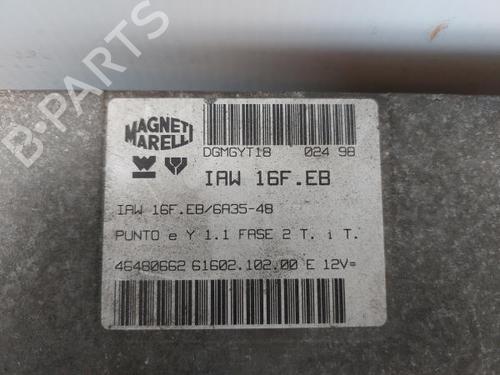 MAGNETI
MARELLI
DGMGYT18 024 98
IAW 16F.EB
IAW 16F.EB/6A35-48
PUNTO e Y 1.1 FASE 2 T. i T.
46480662 61602.102.00 E 12V=
B-PARTS